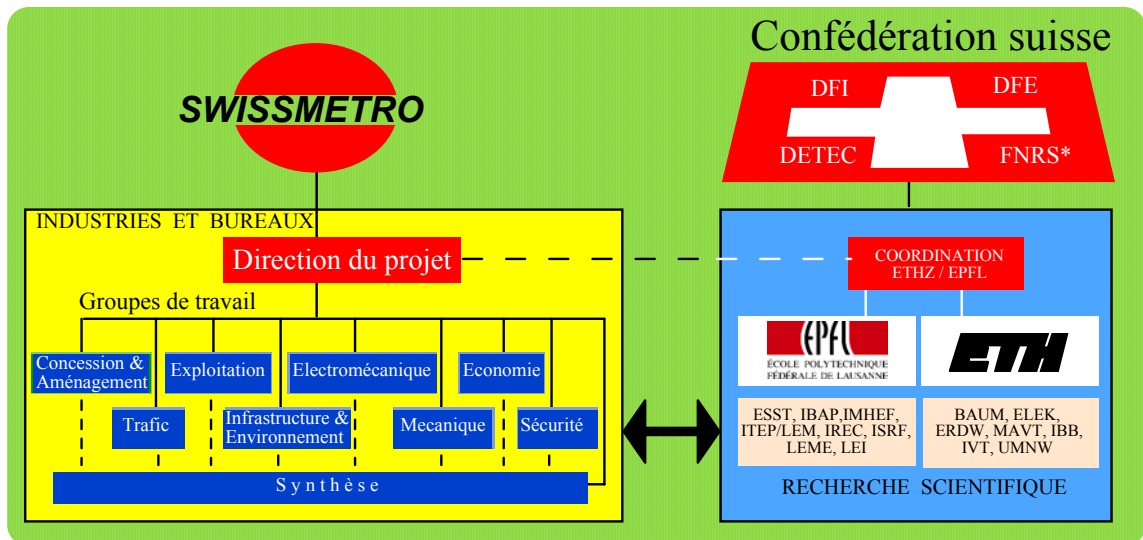 SWISSMETRO
Confédération suisse
DFI
DFE
DETEC
FNRS*
INDUSTRIES ET BUREAUX
Direction du projet
Groupes de travail
Concession &
Aménagement
Exploitation
Electromécanique
Economie
Trafic
Infrastructure &
Environnement
Mecanique
Sécurité
Synthèse
COORDINATION
ETHZ / EPFL
EPFL
ÉCOLE POLYTECHNIQUE
FÉDÉRALE DE LAUSANNE
ETH
ESST, IBAP,IMHEF,
ITEP/LEM, IREC, ISRF,
LEME, LEI
BAUM, ELEK,
ERDW, MAVT, IBB,
IVT, UMNW
RECHERCHE SCIENTIFIQUE